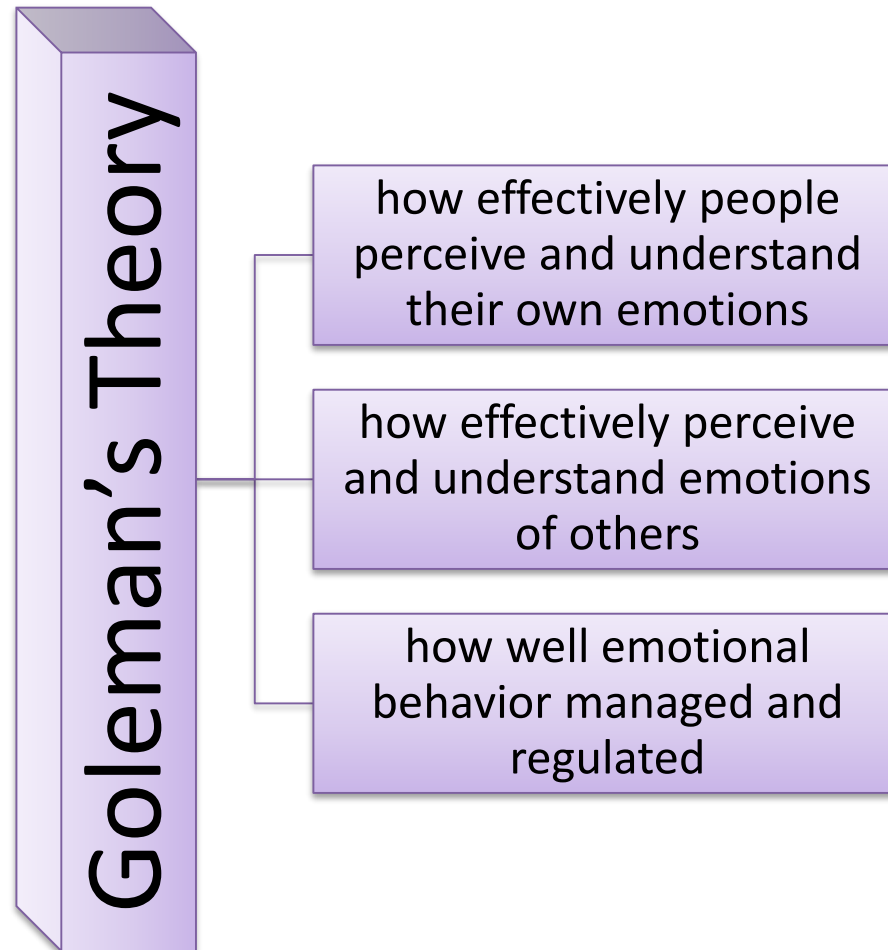 Goleman’s Theory
how effectively people
perceive and understand
their own emotions
how effectively perceive
and understand emotions
of others
how well emotional
behavior managed and
regulated